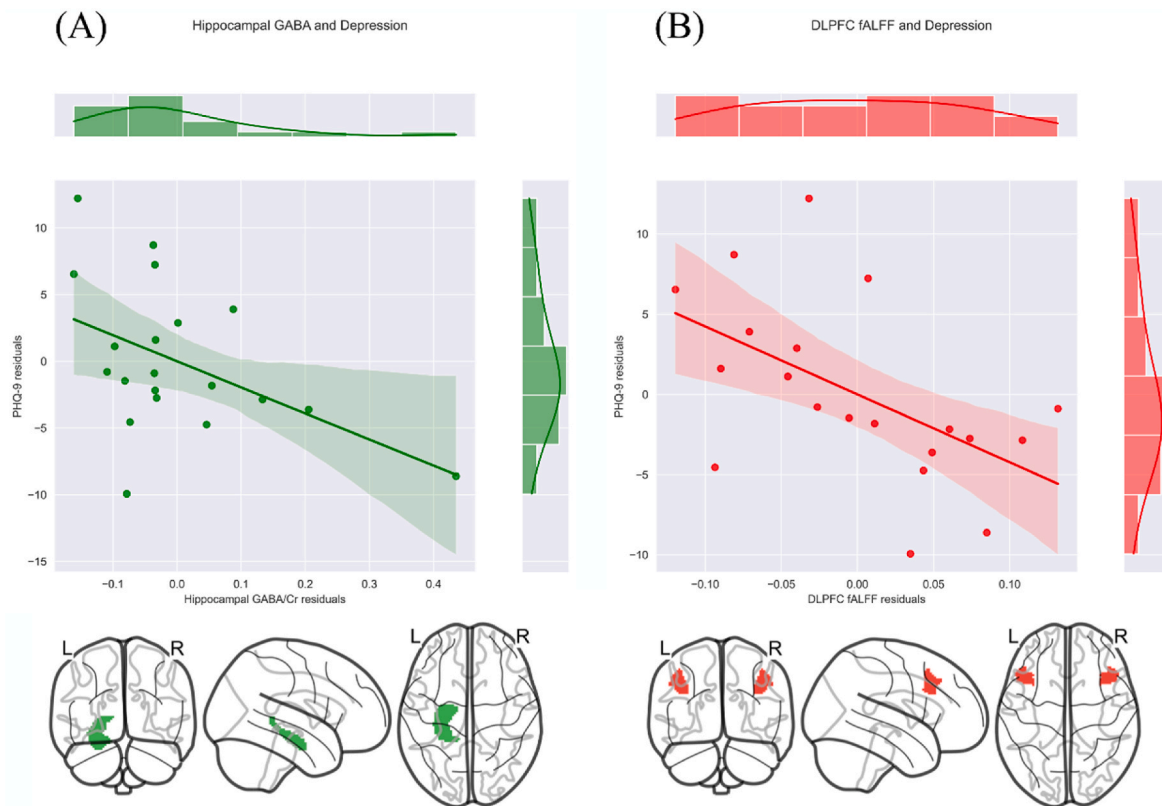 (A)
Hippocampal GABA and Depression
10
5
0
−5
−10
−15
PHQ-9 residuals
−0.1
0.0
0.1
0.2
0.3
0.4
Hippocampal GABA/Cr residuals
L
R
L
R
(B)
DLPFC fALFF and Depression
10
5
0
−5
−10
PHQ-9 residuals
−0.10
−0.05
0.00
0.05
0.10
DLPFC fALFF residuals
L
R
L
R